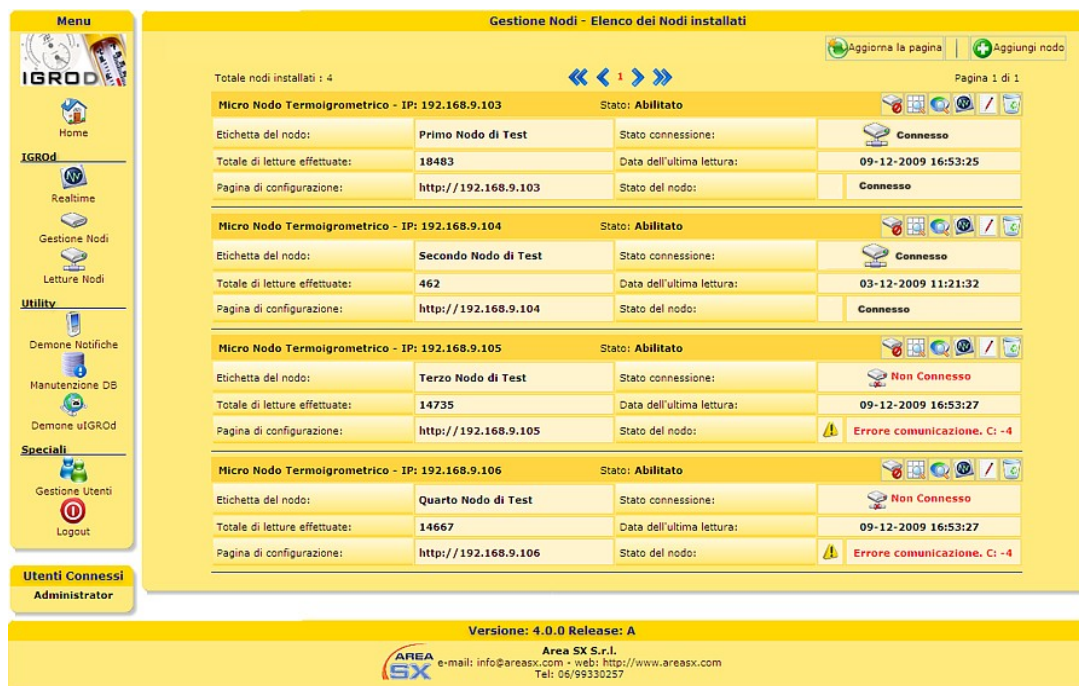 Menu
IGROD
Home
IGROd
Realtime
Gestione Nodi
Letture Nodi
Utility
Demone Notifiche
Manutenzione DB
Demone uIGROd
Speciali
Gestione Utenti
Logout
Utenti Connessi
Administrator
Gestione Nodi - Elenco dei Nodi installati
Aggiorna la pagina | Aggiungi nodo
Totale nodi installati : 4 1 Pagina 1 di 1
Micro Nodo Termoigrometrico - IP: 192.168.9.103 Stato: Abilitato
Etichetta del nodo: Primo Nodo di Test Stato connessione: Connesso
Totale di letture effettuate: 18483 Data dell'ultima lettura: 09-12-2009 16:53:25
Pagina di configurazione: http://192.168.9.103 Stato del nodo: Connesso
Micro Nodo Termoigrometrico - IP: 192.168.9.104 Stato: Abilitato
Etichetta del nodo: Secondo Nodo di Test Stato connessione: Connesso
Totale di letture effettuate: 462 Data dell'ultima lettura: 03-12-2009 11:21:32
Pagina di configurazione: http://192.168.9.104 Stato del nodo: Connesso
Micro Nodo Termoigrometrico - IP: 192.168.9.105 Stato: Abilitato
Etichetta del nodo: Terzo Nodo di Test Stato connessione: Non Connesso
Totale di letture effettuate: 14735 Data dell'ultima lettura: 09-12-2009 16:53:27
Pagina di configurazione: http://192.168.9.105 Stato del nodo: Errore comunicazione. C: -4
Micro Nodo Termoigrometrico - IP: 192.168.9.106 Stato: Abilitato
Etichetta del nodo: Quarto Nodo di Test Stato connessione: Non Connesso
Totale di letture effettuate: 14667 Data dell'ultima lettura: 09-12-2009 16:53:27
Pagina di configurazione: http://192.168.9.106 Stato del nodo: Errore comunicazione. C: -4
Versione: 4.0.0 Release: A
AREA SX
Area SX S.r.l.
e-mail: info@areasx.com - web: http://www.areasx.com
Tel: 06/99330257